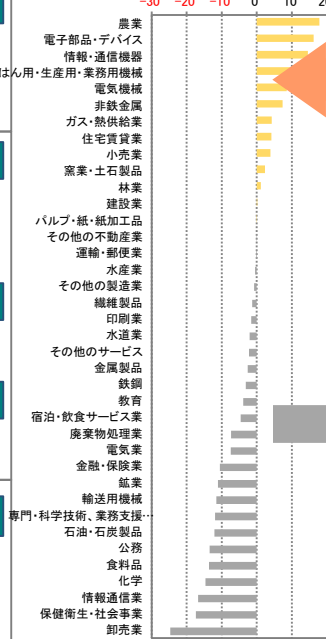 −30 −20 −10 0 10 20
農業
電子部品・デバイス
情報・通信機器
はん用・生産用・業務用機械
電気機械
非鉄金属
ガス・熱供給業
住宅賃貸業
小売業
窯業・土石製品
林業
建設業
パルプ・紙・紙加工品
その他の不動産業
運輸・郵便業
水産業
その他の製造業
繊維製品
印刷業
水道業
その他のサービス
金属製品
鉄鋼
教育
宿泊・飲食サービス業
廃棄物処理業
電気業
金融・保険業
鉱業
輸送用機械
専門・科学技術、業務支援…
石油・石炭製品
公務
食料品
化学
情報通信業
保健衛生・社会事業
卸売業